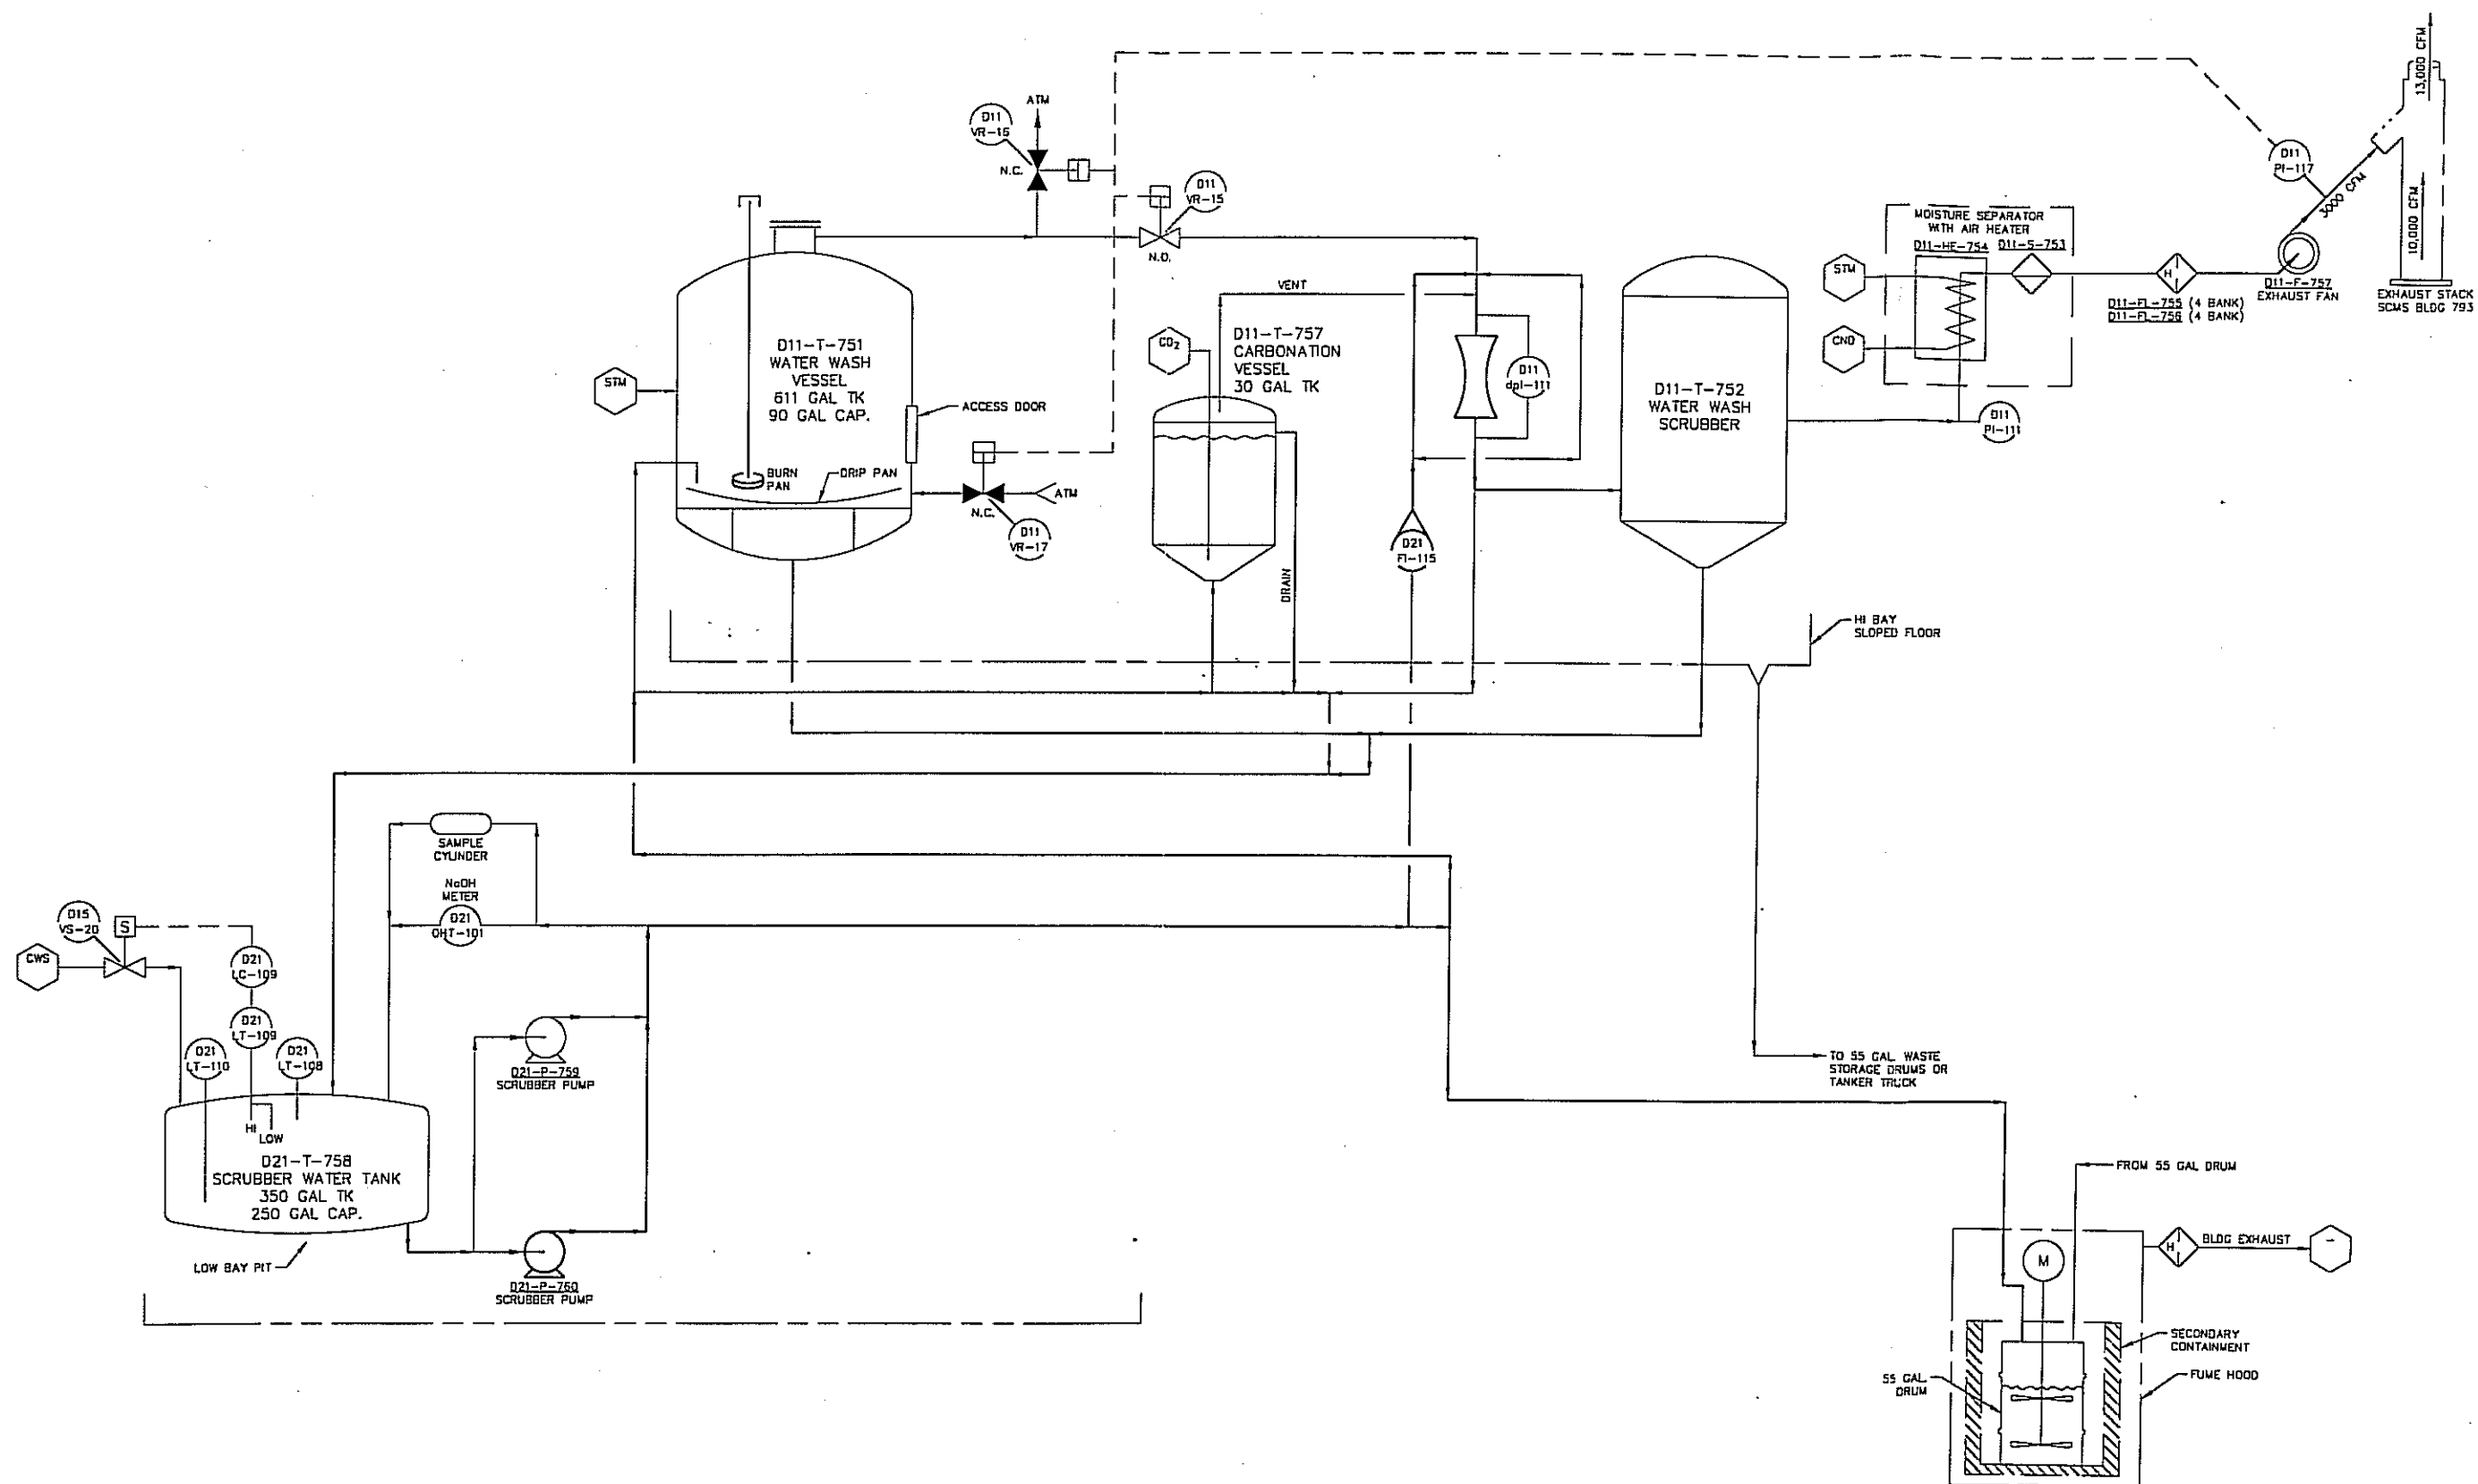 13,000 CFM
ATM
D11
VR-16
N.C.
D11
VR-15
N.O.
D11
PI-117
3000 CFM
10,000 CFM
MOISTURE SEPARATOR
WITH AIR HEATER
D11-HE-754
D11-S-753
STM
CND
H
D11-FL-755 (4 BANK)
D11-FL-756 (4 BANK)
D11-F-757
EXHAUST FAN
EXHAUST STACK
SCMS BLDG 793
VENT
D11-T-751
WATER WASH
VESSEL
611 GAL TK
90 GAL CAP.
STM
ACCESS DOOR
BURN
PAN
DRIP PAN
ATM
N.C.
D11
VR-17
CO2
D11-T-757
CARBONATION
VESSEL
30 GAL TK
D11
dpI-111
D21
FI-115
DRAIN
D11-T-752
WATER WASH
SCRUBBER
D11
PI-111
HI BAY
SLOPED FLOOR
SAMPLE
CYLINDER
NaOH
METER
D21
OHT-101
D15
VS-20
S
CWS
D21
LC-109
D21
LT-109
D21
LT-110
D21
LT-108
HI
LOW
D21-T-758
SCRUBBER WATER TANK
350 GAL TK
250 GAL CAP.
LOW BAY PIT
D21-P-759
SCRUBBER PUMP
D21-P-760
SCRUBBER PUMP
TO 55 GAL WASTE
STORAGE DRUMS OR
TANKER TRUCK
FROM 55 GAL DRUM
H
BLDG EXHAUST
-
M
SECONDARY
CONTAINMENT
FUME HOOD
55 GAL
DRUM